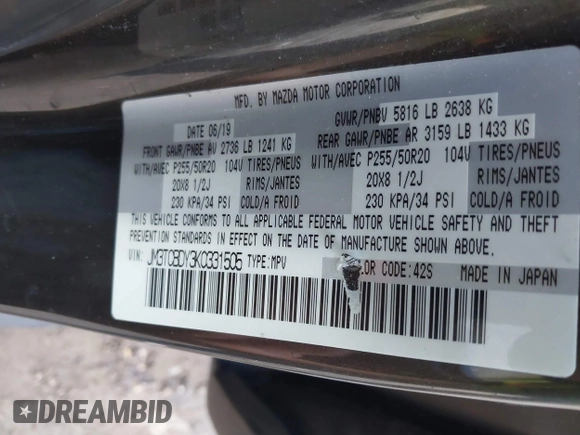 MFD. BY MAZDA MOTOR CORPORATION
DATE 06/19 GVWR/PNBV 5816 LB 2638 KG
FRONT GAWR/PNBE AV 2736 LB 1241 KG REAR GAWR/PNBE AR 3159 LB 1433 KG
WITH/AVEC P255/50R20 104V TIRES/PNEUS WITH/AVEC P255/50R20 104V TIRES/PNEUS
20X8 1/2J RIMS/JANTES 20X8 1/2J RIMS/JANTES
230 KPA/34 PSI COLD/A FROID 230 KPA/34 PSI COLD/A FROID
THIS VEHICLE CONFORMS TO ALL APPLICABLE FEDERAL MOTOR VEHICLE SAFETY AND THEFT
PREVENTION STANDARDS IN EFFECT ON THE DATE OF MANUFACTURE SHOWN ABOVE.
VIN: JM3TCBDY3K0331505 TYPE:MPV CODE:42S MADE IN JAPAN
DREAMBID